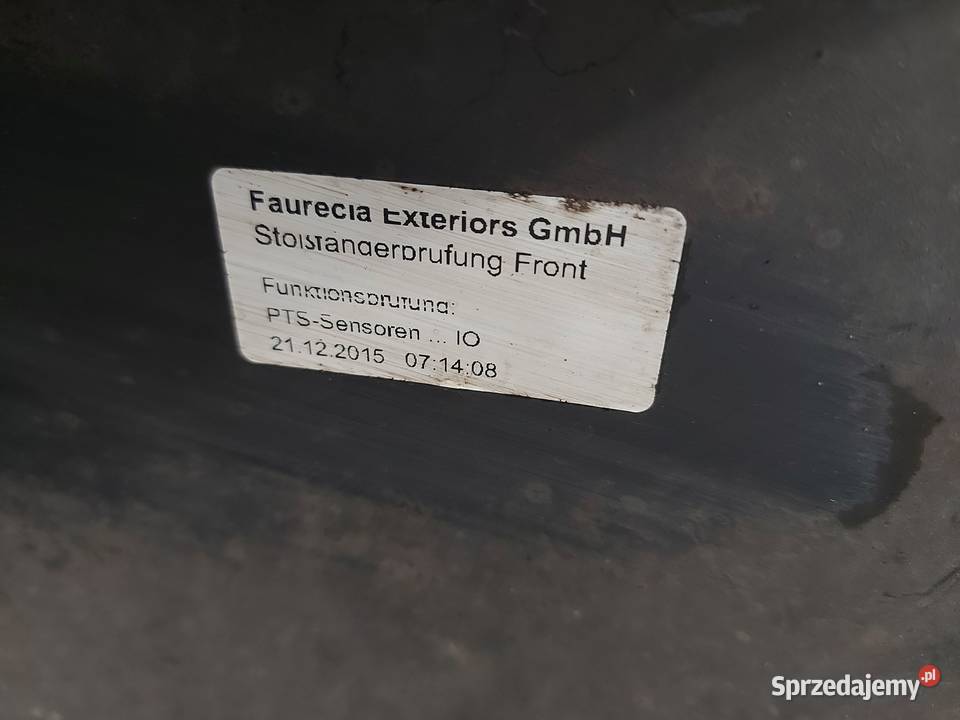 Faurecia Exteriors GmbH
Stoßfängerprüfung Front
Funktionsprüfung:
PTS-Sensoren ... IO
21.12.2015 07:14:08
Sprzedajemy.pl